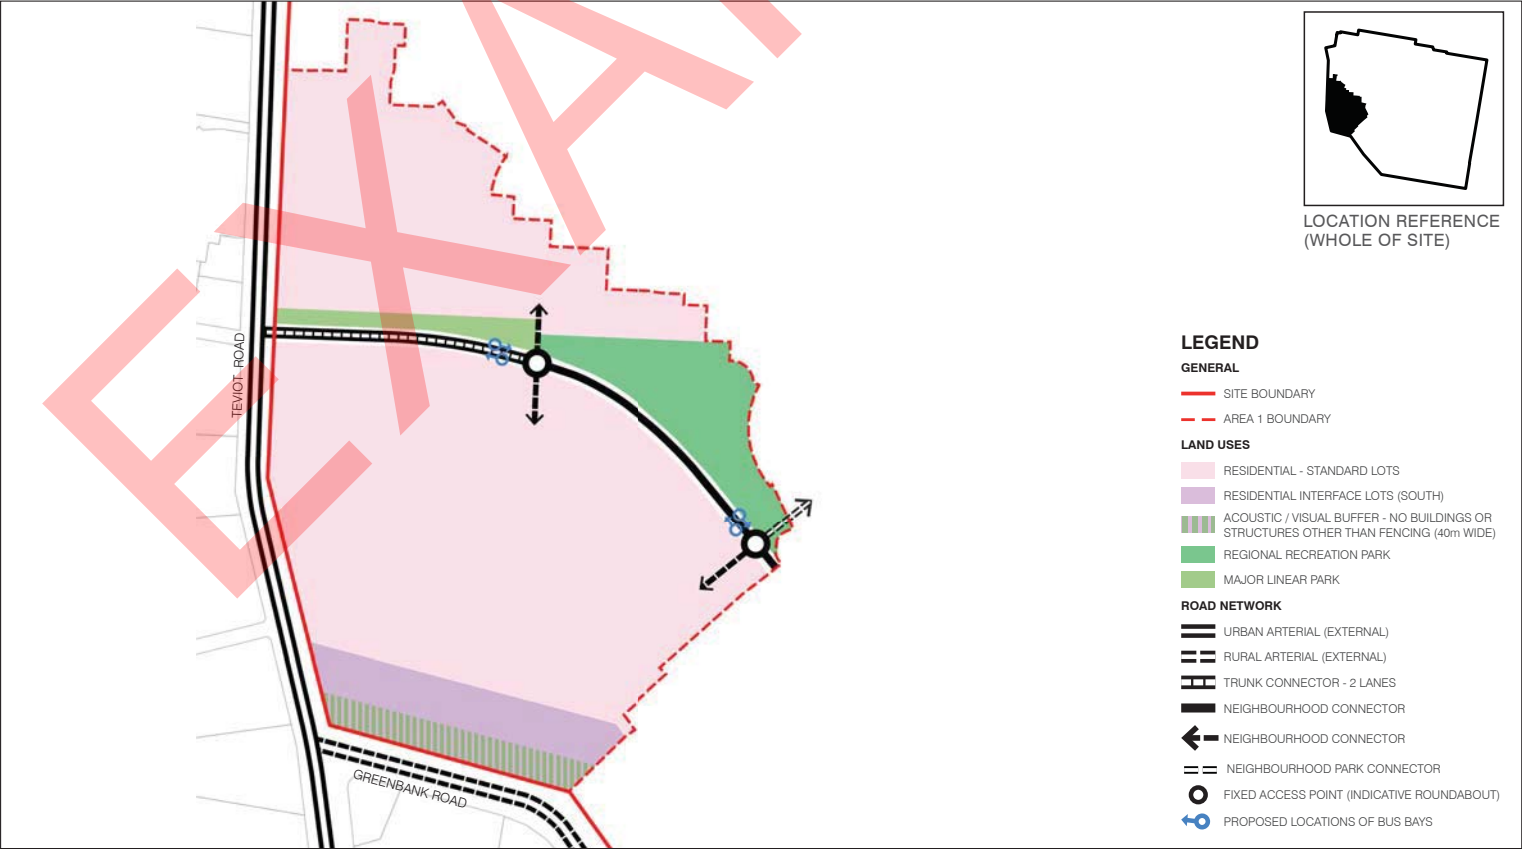 EXA
TEVIOT ROAD
GREENBANK ROAD
LOCATION REFERENCE
(WHOLE OF SITE)
LEGEND
GENERAL
SITE BOUNDARY
AREA 1 BOUNDARY
LAND USES
RESIDENTIAL - STANDARD LOTS
RESIDENTIAL INTERFACE LOTS (SOUTH)
ACOUSTIC / VISUAL BUFFER - NO BUILDINGS OR
STRUCTURES OTHER THAN FENCING (40m WIDE)
REGIONAL RECREATION PARK
MAJOR LINEAR PARK
ROAD NETWORK
URBAN ARTERIAL (EXTERNAL)
RURAL ARTERIAL (EXTERNAL)
TRUNK CONNECTOR - 2 LANES
NEIGHBOURHOOD CONNECTOR
NEIGHBOURHOOD CONNECTOR
NEIGHBOURHOOD PARK CONNECTOR
FIXED ACCESS POINT (INDICATIVE ROUNDABOUT)
PROPOSED LOCATIONS OF BUS BAYS